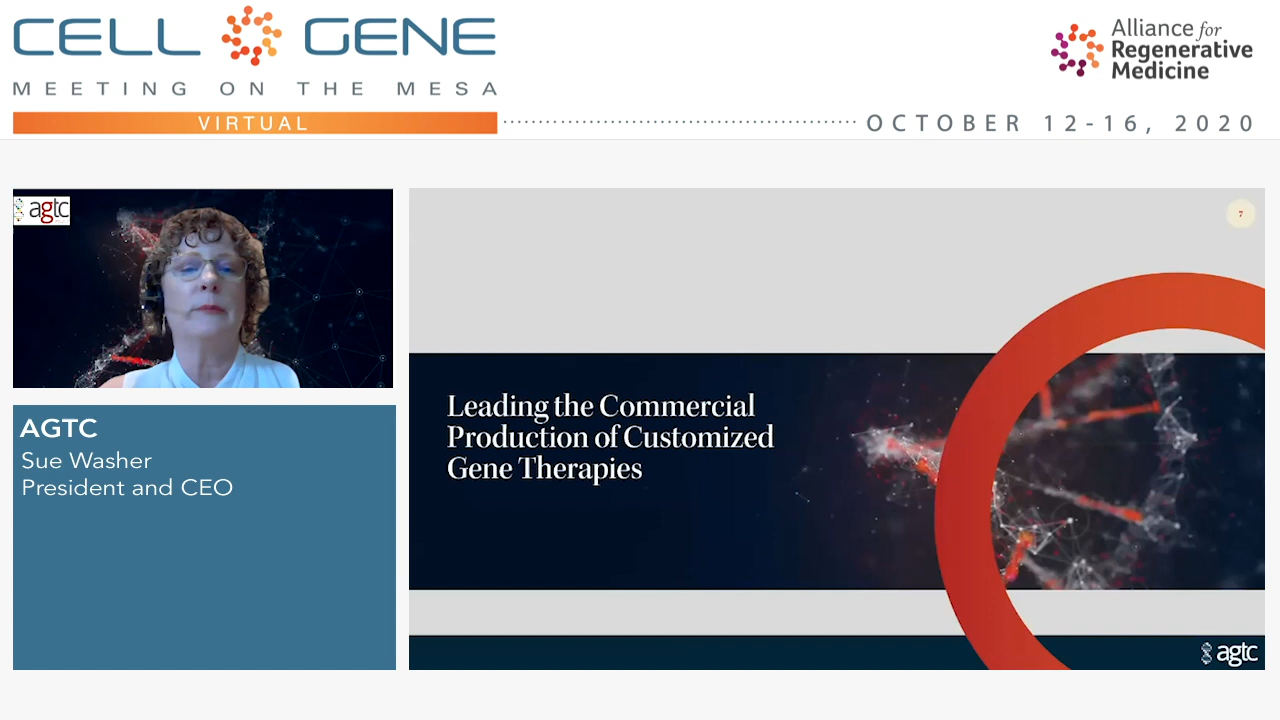 CELL GENE
MEETING ON THE MESA
VIRTUAL
Alliance for
Regenerative
Medicine
OCTOBER 12-16, 2020
agtc
7
Leading the Commercial
Production of Customized
Gene Therapies
AGTC
Sue Washer
President and CEO
agtc